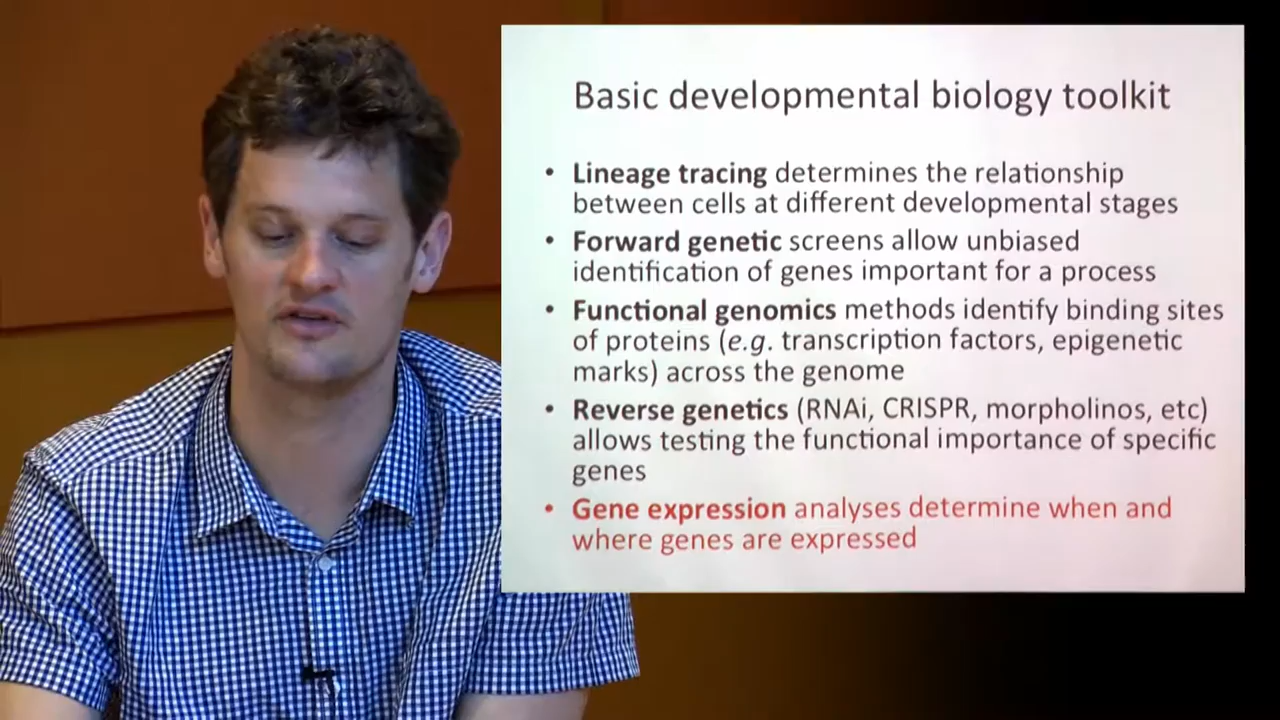 Basic developmental biology toolkit
• Lineage tracing determines the relationship
between cells at different developmental stages
• Forward genetic screens allow unbiased
identification of genes important for a process
• Functional genomics methods identify binding sites
of proteins (e.g. transcription factors, epigenetic
marks) across the genome
• Reverse genetics (RNAi, CRISPR, morpholinos, etc)
allows testing the functional importance of specific
genes
• Gene expression analyses determine when and
where genes are expressed